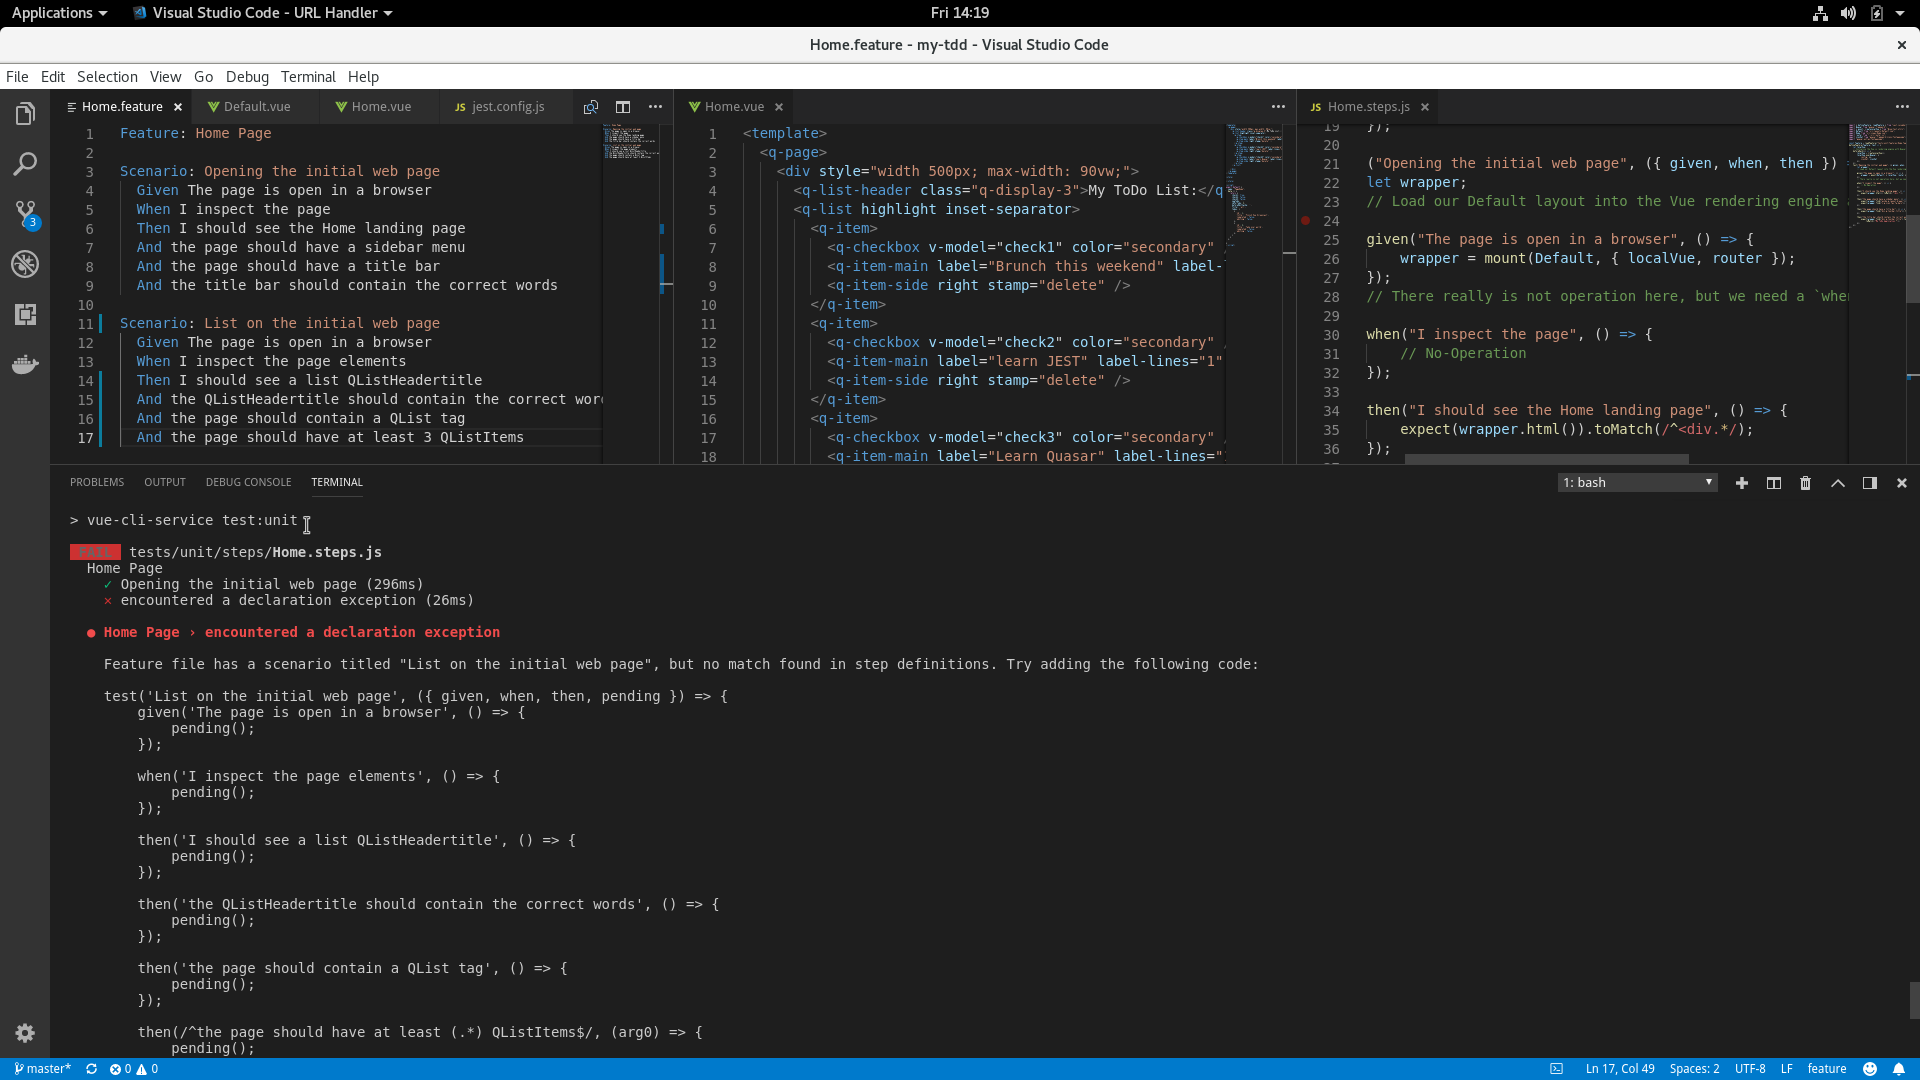 Applications
Visual Studio Code - URL Handler
Fri 14:19
Home.feature - my-tdd - Visual Studio Code
File Edit Selection View Go Debug Terminal Help
Home.feature
Default.vue
Home.vue
jest.config.js
1 Feature: Home Page
2
3 Scenario: Opening the initial web page
4 Given The page is open in a browser
5 When I inspect the page
6 Then I should see the Home landing page
7 And the page should have a sidebar menu
8 And the page should have a title bar
9 And the title bar should contain the correct words
10
11 Scenario: List on the initial web page
12 Given The page is open in a browser
13 When I inspect the page elements
14 Then I should see a list QListHeadertitle
15 And the QListHeadertitle should contain the correct wor
16 And the page should contain a QList tag
17 And the page should have at least 3 QListItems
3
Home.vue
1 <template>
2 <q-page>
3 <div style="width 500px; max-width: 90vw;">
4 <q-list-header class="q-display-3">My ToDo List:</q
5 <q-list highlight inset-separator>
6 <q-item>
7 <q-checkbox v-model="check1" color="secondary"
8 <q-item-main label="Brunch this weekend" label-
9 <q-item-side right stamp="delete" />
10 </q-item>
11 <q-item>
12 <q-checkbox v-model="check2" color="secondary"
13 <q-item-main label="learn JEST" label-lines="1"
14 <q-item-side right stamp="delete" />
15 </q-item>
16 <q-item>
17 <q-checkbox v-model="check3" color="secondary"
18 <q-item-main label="Learn Quasar" label-lines="
JS Home.steps.js
19 });
20
21 ("Opening the initial web page", ({ given, when, then })
22 let wrapper;
23 // Load our Default layout into the Vue rendering engine
24
25 given("The page is open in a browser", () => {
26 wrapper = mount(Default, { localVue, router });
27 });
28 // There really is not operation here, but we need a `whe
29
30 when("I inspect the page", () => {
31 // No-Operation
32 });
33
34 then("I should see the Home landing page", () => {
35 expect(wrapper.html()).toMatch(/^<div.*/);
36 });
PROBLEMS OUTPUT DEBUG CONSOLE TERMINAL
1: bash
> vue-cli-service test:unit
FAIL tests/unit/steps/Home.steps.js
Home Page
✓ Opening the initial web page (296ms)
✕ encountered a declaration exception (26ms)
● Home Page › encountered a declaration exception
Feature file has a scenario titled "List on the initial web page", but no match found in step definitions. Try adding the following code:
test('List on the initial web page', ({ given, when, then, pending }) => {
given('The page is open in a browser', () => {
pending();
});
when('I inspect the page elements', () => {
pending();
});
then('I should see a list QListHeadertitle', () => {
pending();
});
then('the QListHeadertitle should contain the correct words', () => {
pending();
});
then('the page should contain a QList tag', () => {
pending();
});
then(/^the page should have at least (.*) QListItems$/, (arg0) => {
pending();
master*
0
0
Ln 17, Col 49
Spaces: 2
UTF-8
LF
feature